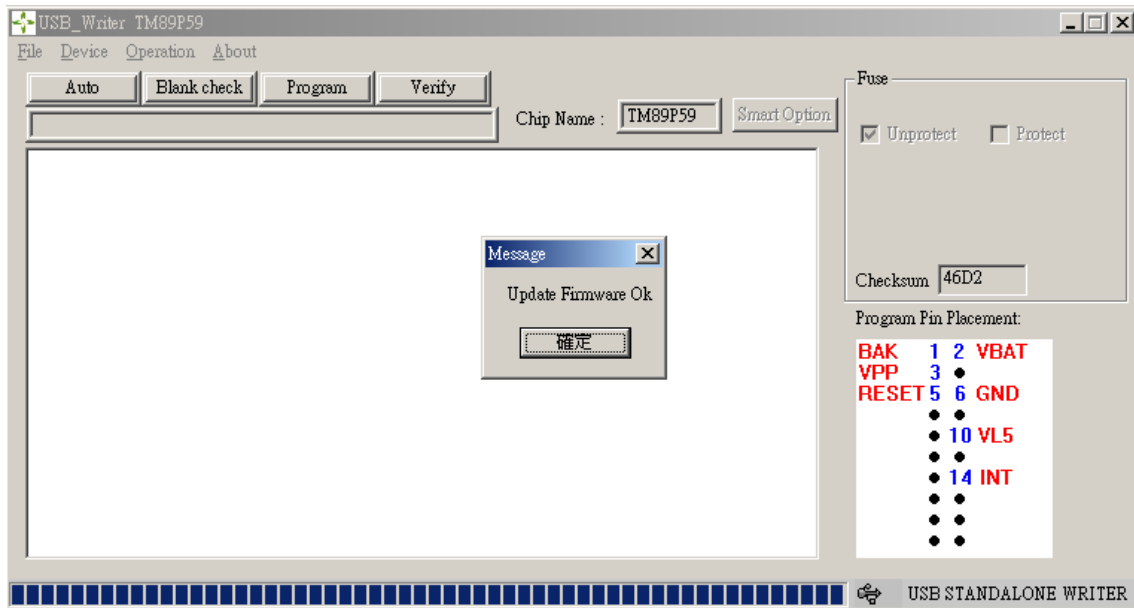 USB_Writer TM89P59
File Device Operation About
Auto Blank check Program Verify
Chip Name : TM89P59 Smart Option
Fuse
Unprotect Protect
Message
Update Firmware Ok
確定
Checksum 46D2
Program Pin Placement:
BAK 1 2 VBAT
VPP 3
RESET 5 6 GND
10 VL5
14 INT
USB STANDALONE WRITER